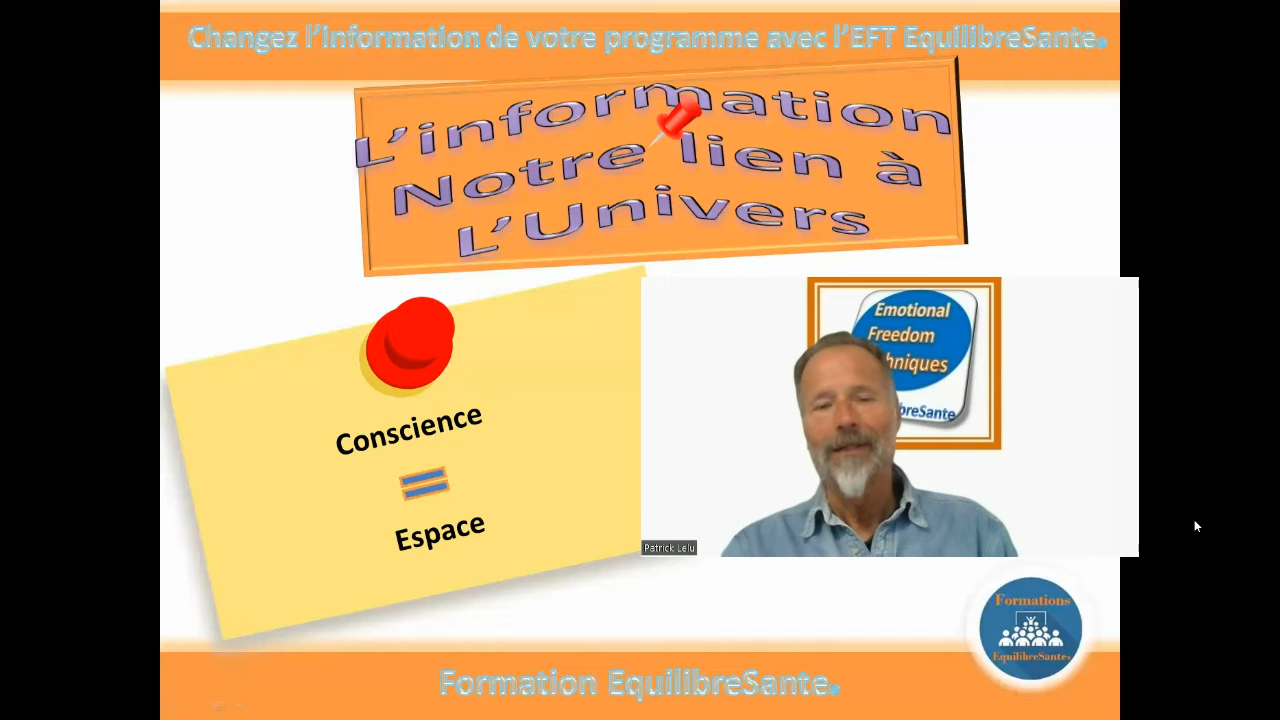 Changez l'information de votre programme avec l'EFT EquilibreSante.
L'information
Notre lien à
L'Univers
Conscience
=
Espace
Emotional
Freedom
hniques
breSante
Patrick Lelu
Formations
EquilibreSante.
Formation EquilibreSante.